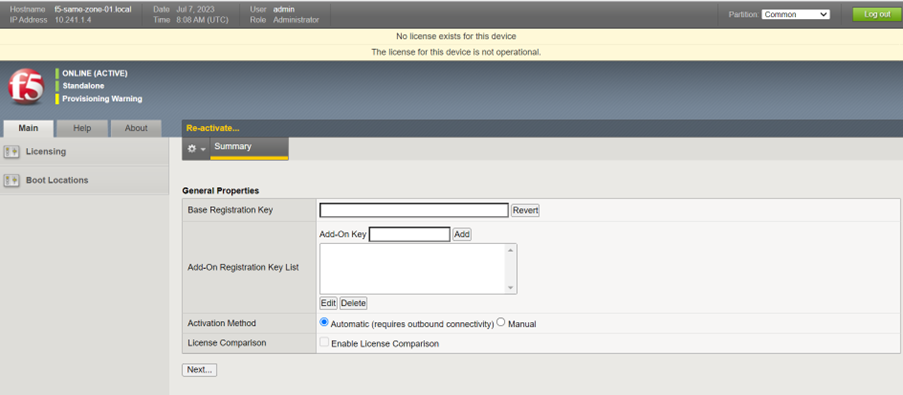 Hostname f5-same-zone-01.local Date Jul 7, 2023 User admin
IP Address 10.241.1.4 Time 8:08 AM (UTC) Role Administrator
Partition: Common Log out
No license exists for this device
The license for this device is not operational.
f5
ONLINE (ACTIVE)
Standalone
Provisioning Warning
Main Help About
Re-activate...
Licensing
Summary
Boot Locations
General Properties
Base Registration Key Revert
Add-On Key Add
Add-On Registration Key List
Edit Delete
Activation Method Automatic (requires outbound connectivity) Manual
License Comparison Enable License Comparison
Next...